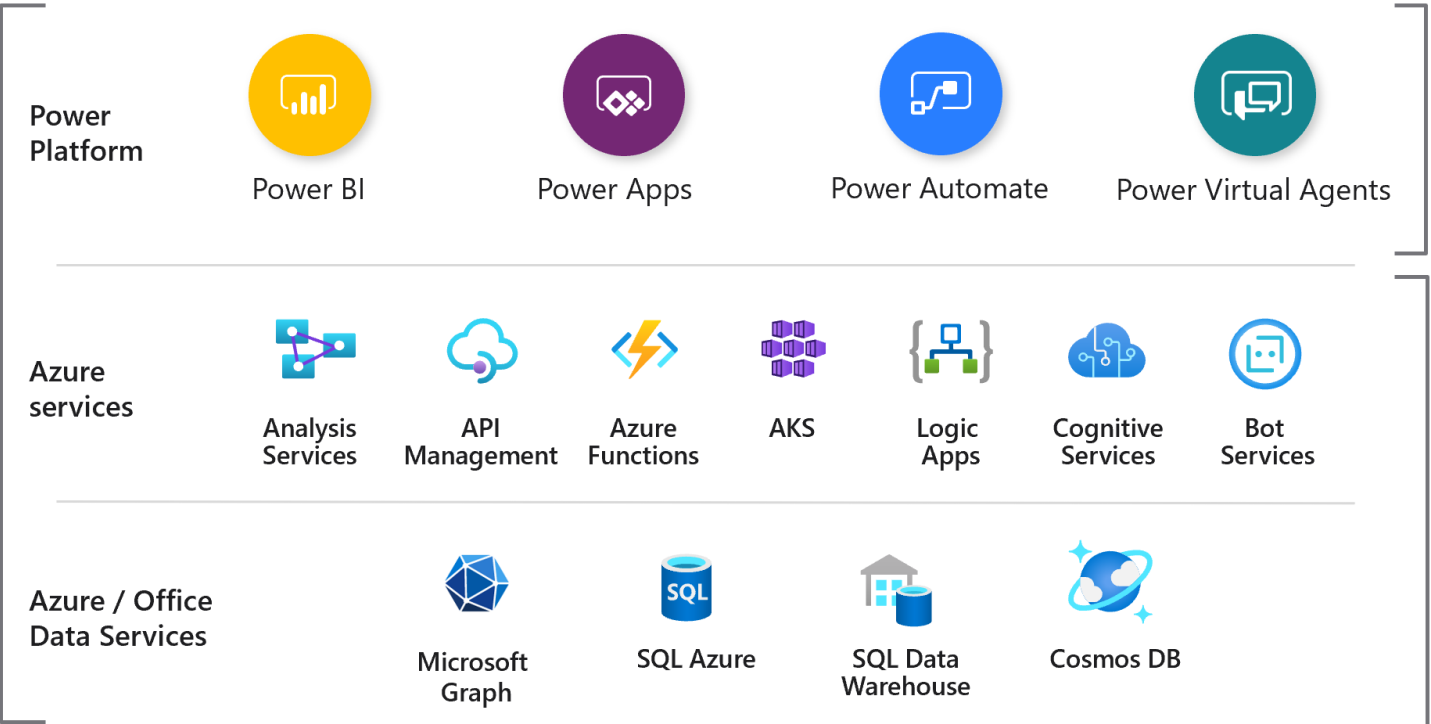 Power
Platform
Power BI
Power Apps
Power Automate
Power Virtual Agents
Azure
services
Analysis
Services
API
Management
Azure
Functions
AKS
Logic
Apps
Cognitive
Services
Bot
Services
Azure / Office
Data Services
Microsoft
Graph
SQL
SQL Azure
SQL Data
Warehouse
Cosmos DB